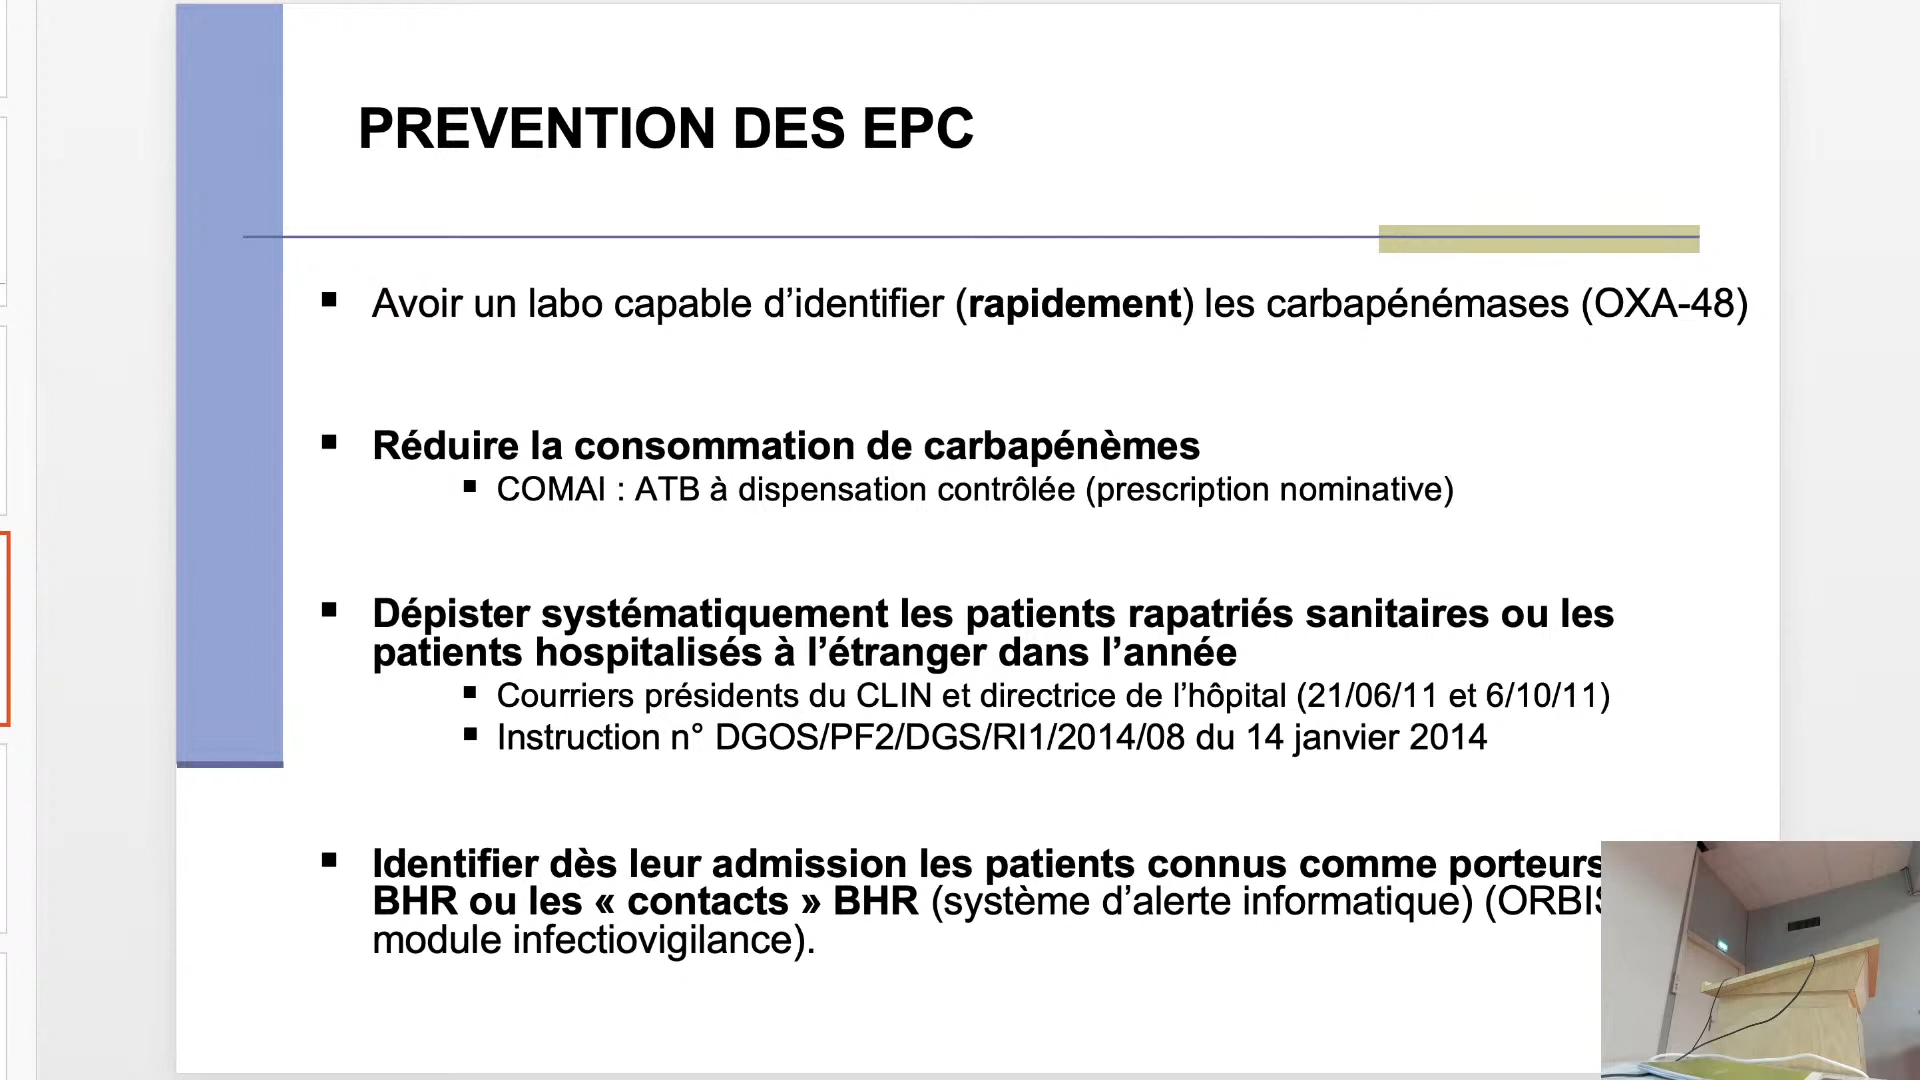 PREVENTION DES EPC
Avoir un labo capable d’identifier (rapidement) les carbapénémases (OXA-48)
Réduire la consommation de carbapénèmes
COMAI : ATB à dispensation contrôlée (prescription nominative)
Dépister systématiquement les patients rapatriés sanitaires ou les
patients hospitalisés à l’étranger dans l’année
Courriers présidents du CLIN et directrice de l’hôpital (21/06/11 et 6/10/11)
Instruction n° DGOS/PF2/DGS/RI1/2014/08 du 14 janvier 2014
Identifier dès leur admission les patients connus comme porteurs
BHR ou les « contacts » BHR (système d’alerte informatique) (ORBIS
module infectiovigilance).